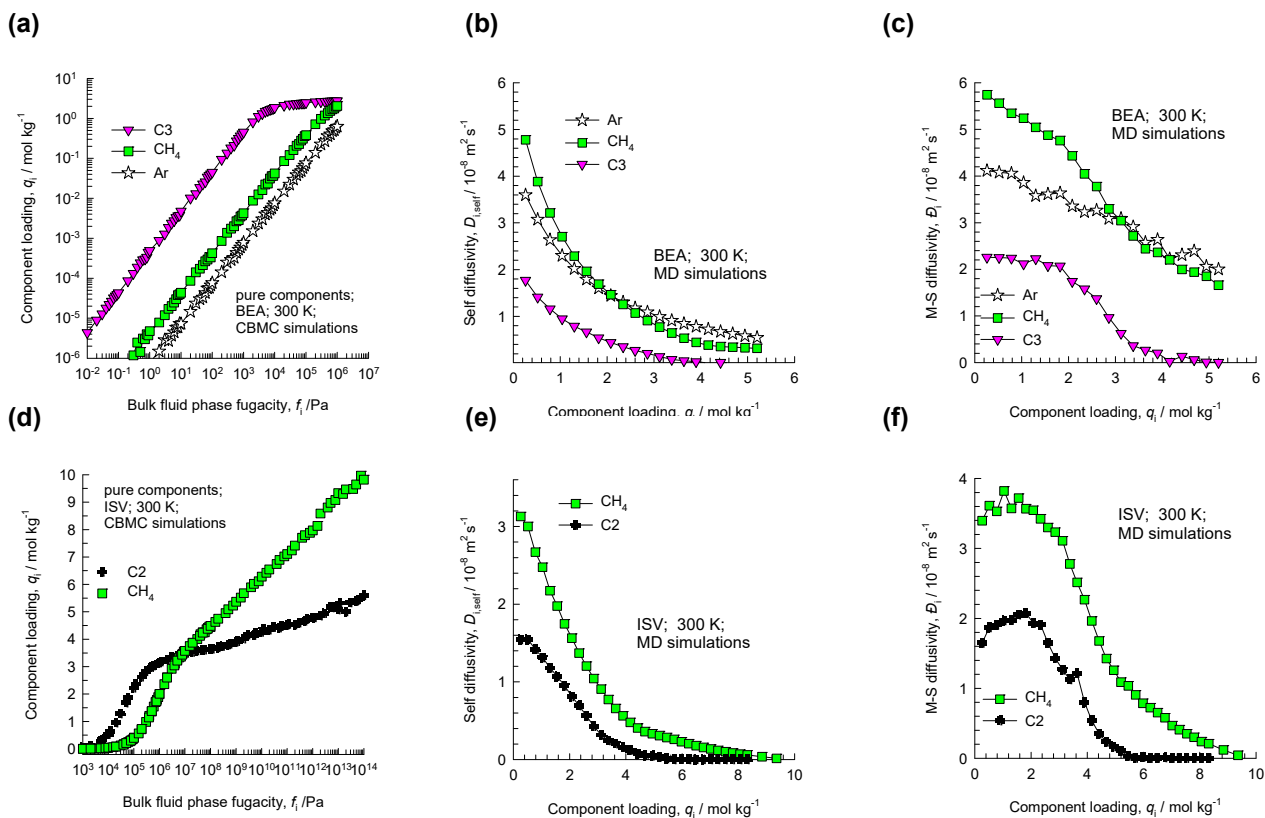 (a)
Component loading, qi / mol kg-1
10^1
10^0
10^-1
10^-2
10^-3
10^-4
10^-5
10^-6
C3
CH4
Ar
pure components;
BEA; 300 K;
CBMC simulations
10^-2 10^-1 10^0 10^1 10^2 10^3 10^4 10^5 10^6 10^7
Bulk fluid phase fugacity, fi /Pa
(b)
Self diffusivity, Di,self / 10^-8 m2 s-1
6
5
4
3
2
1
Ar
CH4
C3
BEA; 300 K;
MD simulations
0 1 2 3 4 5 6
Component loading, q / mol kg-1
(c)
M-S diffusivity, Đi / 10^-8 m2 s-1
6
5
4
3
2
1
0
BEA; 300 K;
MD simulations
Ar
CH4
C3
0 1 2 3 4 5 6
Component loading, qi / mol kg-1
(d)
Component loading, qi / mol kg-1
10
9
8
7
6
5
4
3
2
1
0
pure components;
ISV; 300 K;
CBMC simulations
C2
CH4
10^3 10^4 10^5 10^6 10^7 10^8 10^9 10^10 10^11 10^12 10^13 10^14
Bulk fluid phase fugacity, fi /Pa
(e)
Self diffusivity, Di,self / 10^-8 m2 s-1
3
2
1
0
CH4
C2
ISV; 300 K;
MD simulations
0 2 4 6 8 10
Component loading, qi / mol kg-1
(f)
M-S diffusivity, Đi / 10^-8 m2 s-1
4
3
2
1
0
ISV; 300 K;
MD simulations
CH4
C2
0 2 4 6 8 10
Component loading, qi / mol kg-1